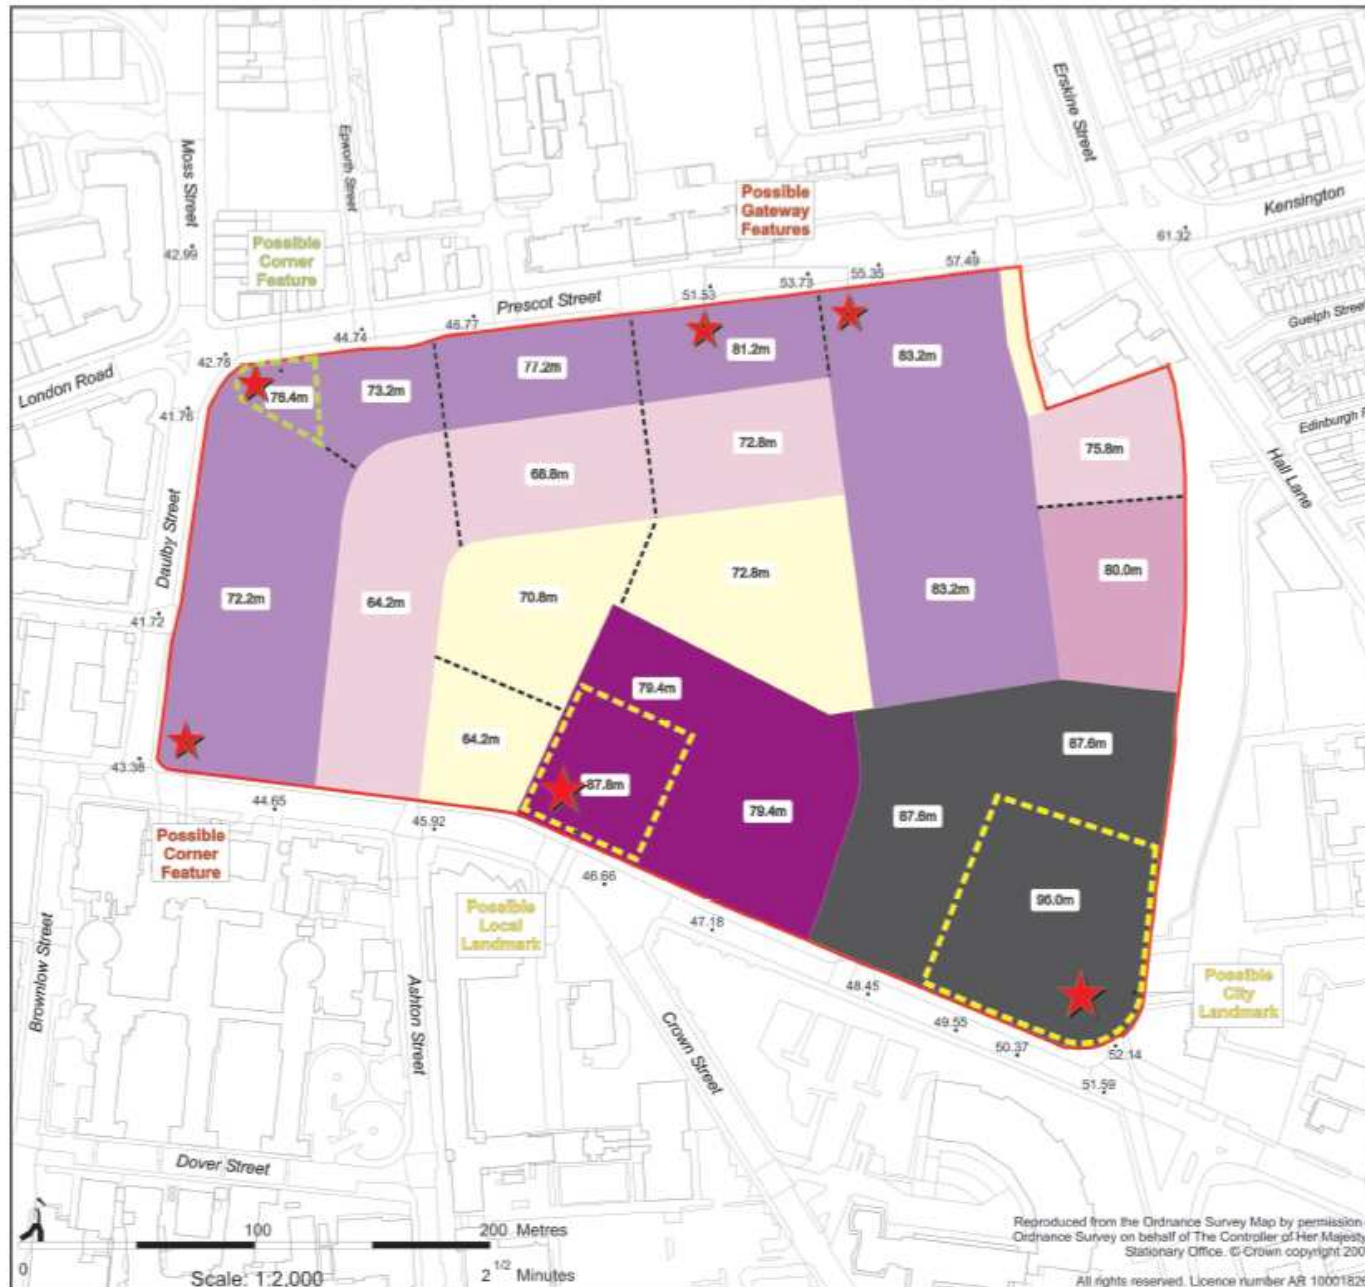 Erskine Street
Moss Street
Epworth Street
Possible
Gateway
Features
Kensington
61.32
Possible
Corner
Feature
42.99
57.49
55.35
53.73
51.53
Prescot Street
Guelph Street
46.77
44.74
42.76
81.2m
83.2m
77.2m
73.2m
76.4m
London Road
41.76
Edinburgh
72.8m
75.8m
68.8m
Hall Lane
Daulby Street
72.8m
80.0m
83.2m
70.8m
72.2m
64.2m
41.72
79.4m
64.2m
87.6m
43.38
87.8m
44.65
79.4m
87.6m
45.92
Possible
Corner
Feature
46.66
96.0m
Possible
Local
Landmark
47.18
Brownlow Street
Ashton Street
48.45
Possible
City
Landmark
49.55
50.37
52.14
51.59
Crown Street
Dover Street
100
200 Metres
0
Scale: 1:2,000
2 1/2 Minutes
Reproduced from the Ordnance Survey Map by permission
Ordnance Survey on behalf of The Controller of Her Majesty
Stationary Office. © Crown copyright 200
All rights reserved. Licence number AR